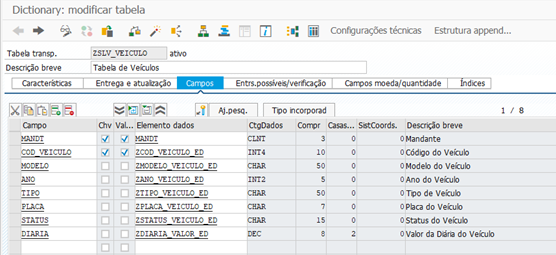 Dictionary: modificar tabela
Configurações técnicas Estrutura append...
Tabela transp. ZSLV_VEICULO ativo
Descrição breve Tabela de Veículos
Características Entrega e atualização Campos Entrs.possíveis/verificação Campos moeda/quantidade Índices
Aj.pesq. Tipo incorporad 1 / 8
Campo Chv Val... Elemento dados CtgDados Compr Casas... SistCoords. Descrição breve
MANDT MANDT CLNT 3 0 0 Mandante
COD_VEICULO ZCOD_VEICULO_ED INT4 10 0 0 Código do Veículo
MODELO ZMODELO_VEICULO_ED CHAR 50 0 0 Modelo do Veículo
ANO ZANO_VEICULO_ED INT2 5 0 0 Ano do Veículo
TIPO ZTIPO_VEICULO_ED CHAR 50 0 0 Tipo de Veículo
PLACA ZPLACA_VEICULO_ED CHAR 7 0 0 Placa do Veículo
STATUS ZSTATUS_VEICULO_ED CHAR 15 0 0 Status do Veículo
DIARIA ZDIARIA_VALOR_ED DEC 8 2 0 Valor da Diária do Veículo